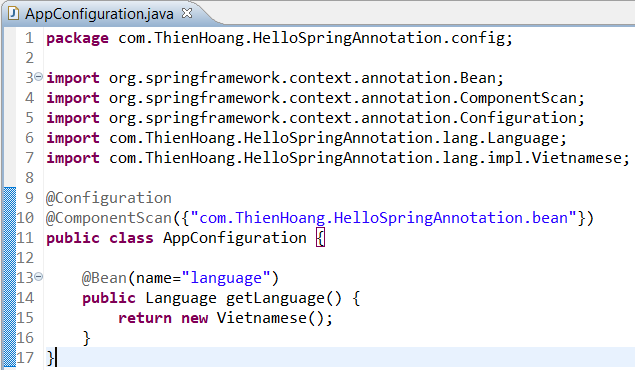 AppConfiguration.java
1 package com.ThienHoang.HelloSpringAnnotation.config;
2
3 import org.springframework.context.annotation.Bean;
4 import org.springframework.context.annotation.ComponentScan;
5 import org.springframework.context.annotation.Configuration;
6 import com.ThienHoang.HelloSpringAnnotation.lang.Language;
7 import com.ThienHoang.HelloSpringAnnotation.lang.impl.Vietnamese;
8
9 @Configuration
10 @ComponentScan({"com.ThienHoang.HelloSpringAnnotation.bean"})
11 public class AppConfiguration {
12
13     @Bean(name="language")
14     public Language getLanguage() {
15         return new Vietnamese();
16     }
17 }